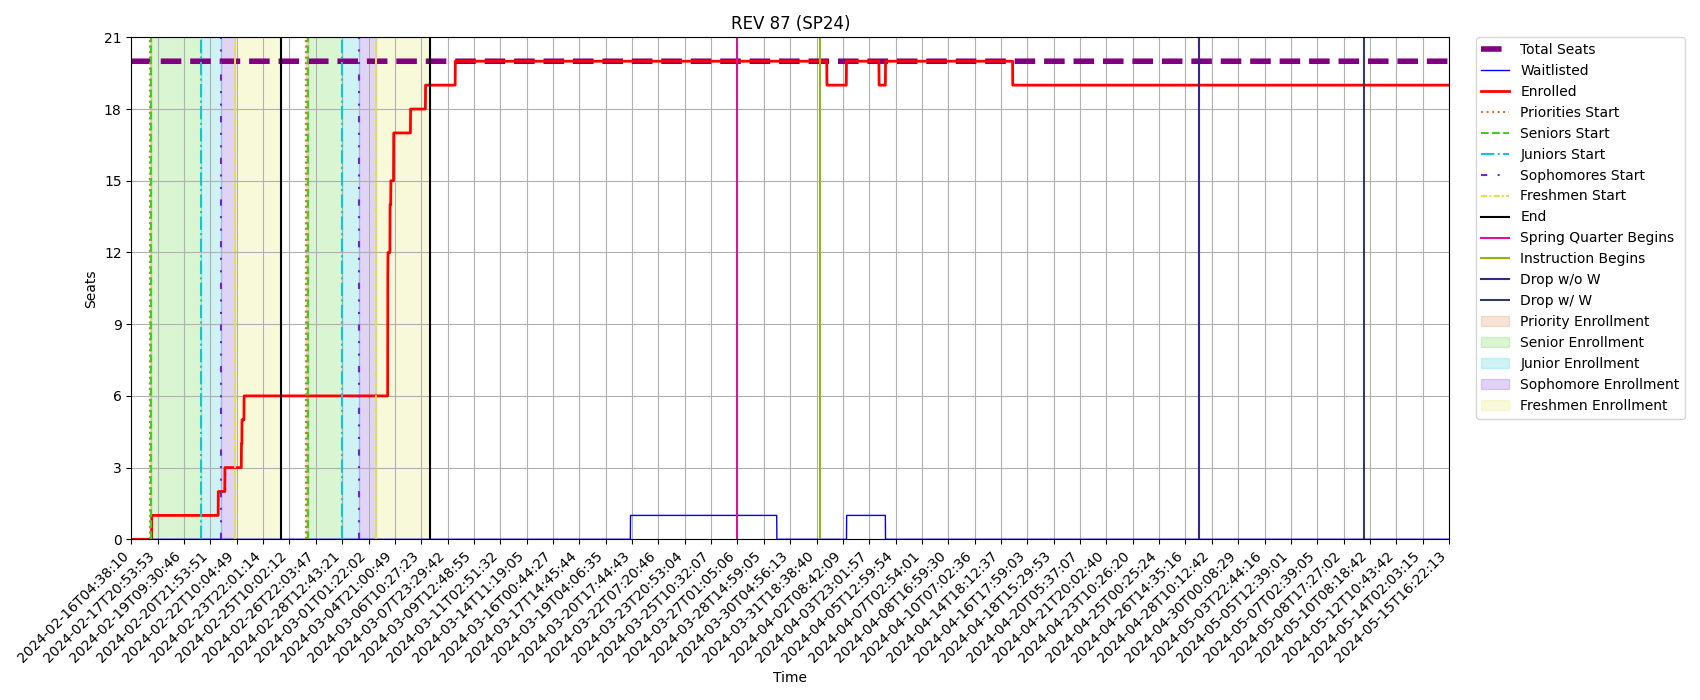 REV 87 (SP24)
21
18
15
12
9
6
3
0
Seats
2024-02-16T04:38:10
2024-02-17T20:53:53
2024-02-19T09:30:46
2024-02-20T21:53:51
2024-02-22T10:04:49
2024-02-23T22:01:14
2024-02-25T10:02:12
2024-02-26T22:03:47
2024-02-28T12:43:21
2024-03-01T01:22:02
2024-03-04T21:00:49
2024-03-06T10:27:23
2024-03-07T23:29:42
2024-03-09T12:48:55
2024-03-11T02:51:32
2024-03-14T11:19:05
2024-03-16T00:44:27
2024-03-17T14:45:44
2024-03-19T04:06:35
2024-03-20T17:44:43
2024-03-22T07:20:46
2024-03-23T20:53:04
2024-03-25T10:32:07
2024-03-27T01:05:06
2024-03-28T14:59:05
2024-03-30T04:56:13
2024-03-31T18:38:40
2024-04-02T08:42:09
2024-04-03T23:01:57
2024-04-05T12:59:54
2024-04-07T02:54:01
2024-04-08T16:59:30
2024-04-10T07:02:36
2024-04-14T18:12:37
2024-04-16T17:59:03
2024-04-18T15:29:53
2024-04-20T05:37:07
2024-04-21T20:02:40
2024-04-23T10:26:20
2024-04-25T00:25:24
2024-04-26T14:35:16
2024-04-28T10:12:42
2024-04-30T00:08:29
2024-05-03T22:44:16
2024-05-05T12:39:01
2024-05-07T02:39:05
2024-05-08T17:27:02
2024-05-10T08:18:42
2024-05-12T10:43:42
2024-05-14T02:03:15
2024-05-15T16:22:13
Time
Total Seats
Waitlisted
Enrolled
Priorities Start
Seniors Start
Juniors Start
Sophomores Start
Freshmen Start
End
Spring Quarter Begins
Instruction Begins
Drop w/o W
Drop w/ W
Priority Enrollment
Senior Enrollment
Junior Enrollment
Sophomore Enrollment
Freshmen Enrollment